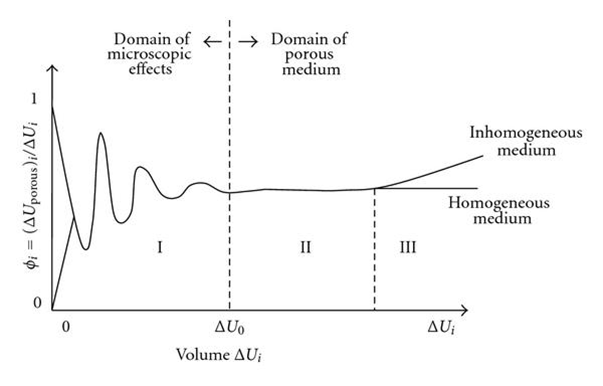 Domain of
microscopic
effects
← →
Domain of
porous
medium
1
ϕi = (ΔUporous)i/ΔUi
Inhomogeneous
medium
Homogeneous
medium
I
II
III
0
0
ΔU0
ΔUi
Volume ΔUi